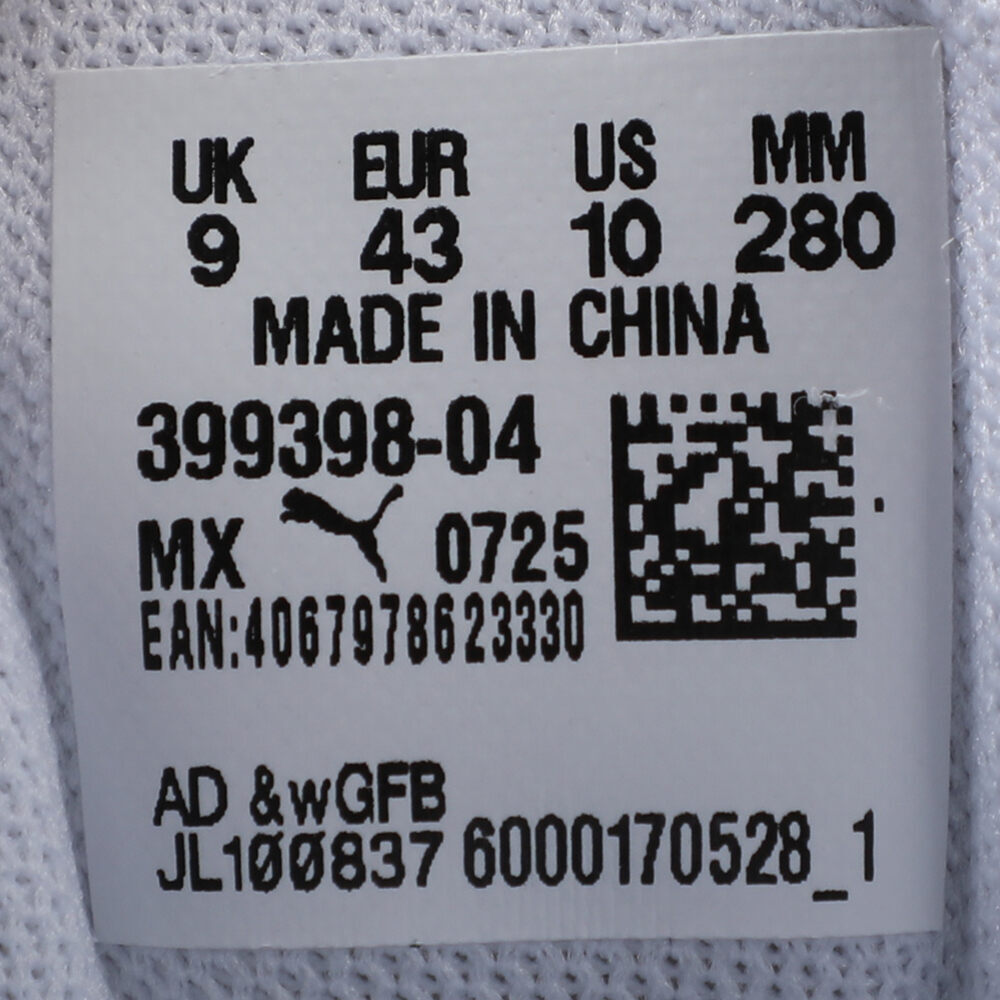 UK EUR US MM
9 43 10 280
MADE IN CHINA
399398-04
MX 0725
EAN:4067978623330
AD &wGFB
JL100837 6000170528_1